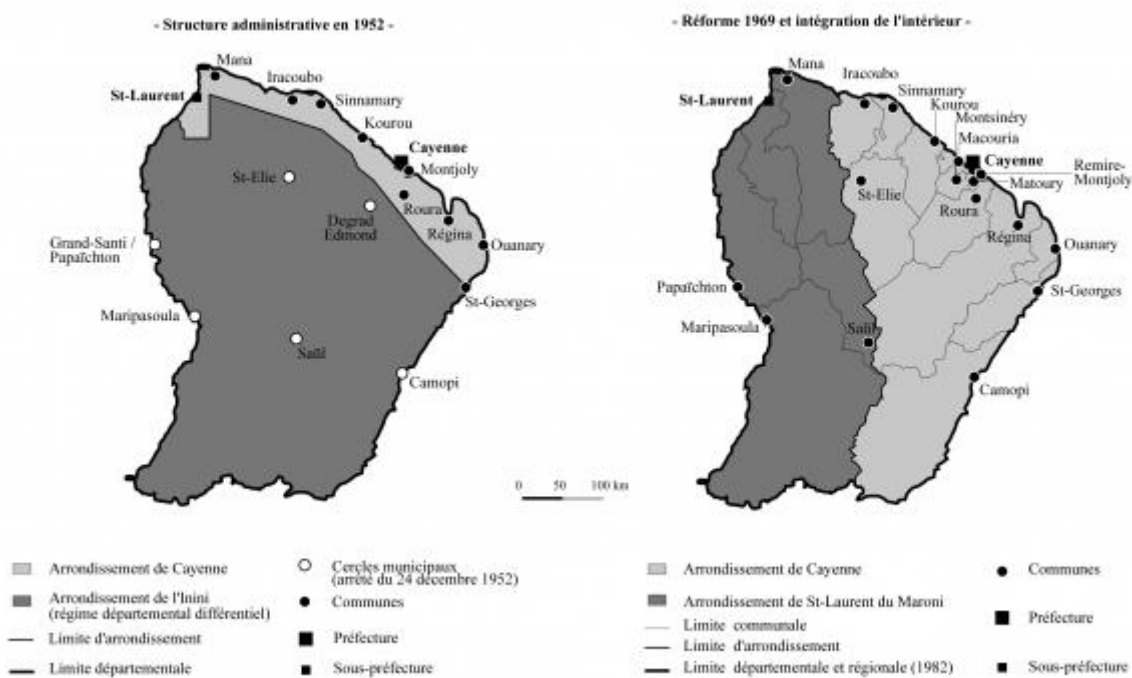 - Structure administrative en 1952 -
Mana
Iracoubo
St-Laurent
Sinnamary
Kourou
Cayenne
Montjoly
St-Elie
Roura
Degrad
Edmond
Régina
Grand-Santi /
Papaïchton
Ouanary
St-Georges
Maripasoula
Saül
Camopi
0 50 100 km
Arrondissement de Cayenne
Arrondissement de l'Inini
(régime départemental différentiel)
Limite d'arrondissement
Limite départementale
Cercles municipaux
(arrêté du 24 décembre 1952)
Communes
Préfecture
Sous-préfecture
- Réforme 1969 et intégration de l'intérieur -
Mana
Iracoubo
St-Laurent
Sinnamary
Kourou
Montsinéry
Macouria
Cayenne
Remire-
Montjoly
St-Elie
Matoury
Roura
Régina
Ouanary
Papaïchton
St-Georges
Maripasoula
Saül
Camopi
Arrondissement de Cayenne
Arrondissement de St-Laurent du Maroni
Limite communale
Limite d'arrondissement
Limite départementale et régionale (1982)
Communes
Préfecture
Sous-préfecture